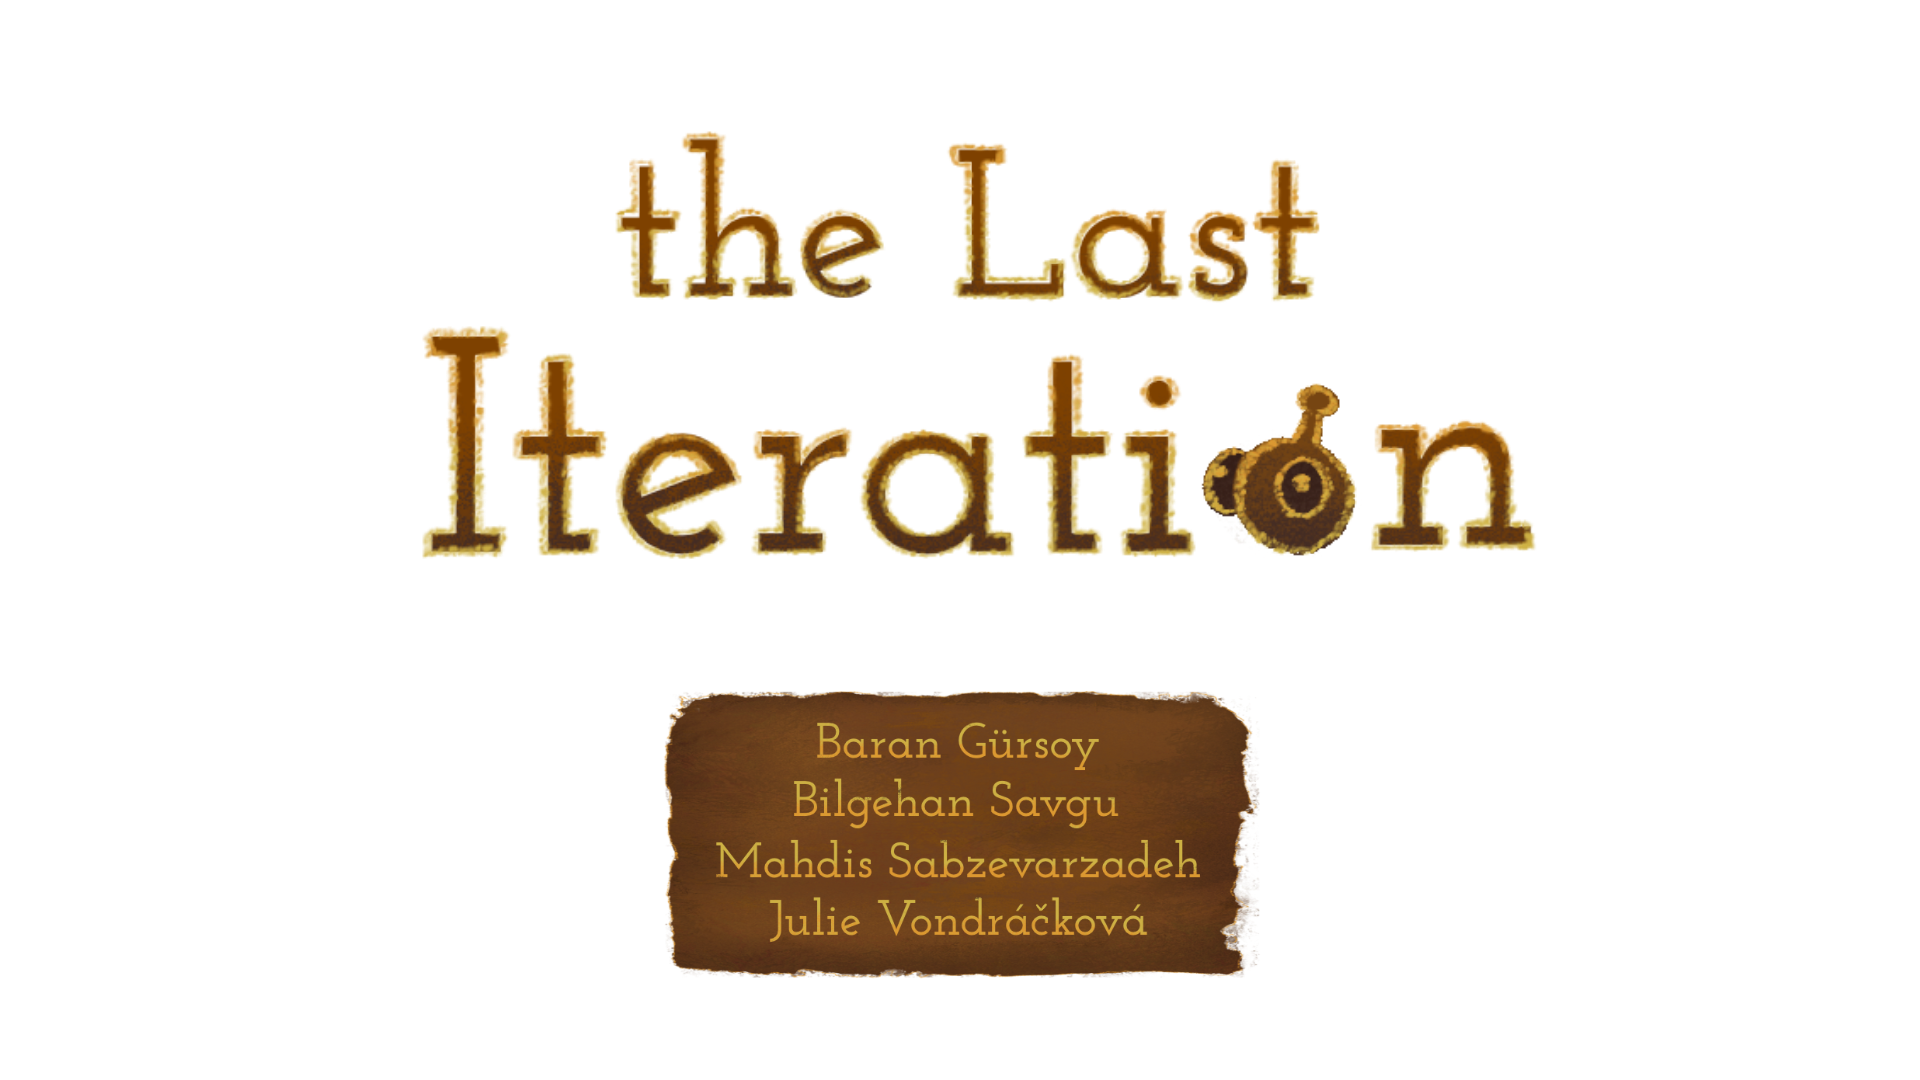 the Last
Iteration
Baran Gürsoy
Bilgehan Savgu
Mahdis Sabzevarzadeh
Julie Vondráčková